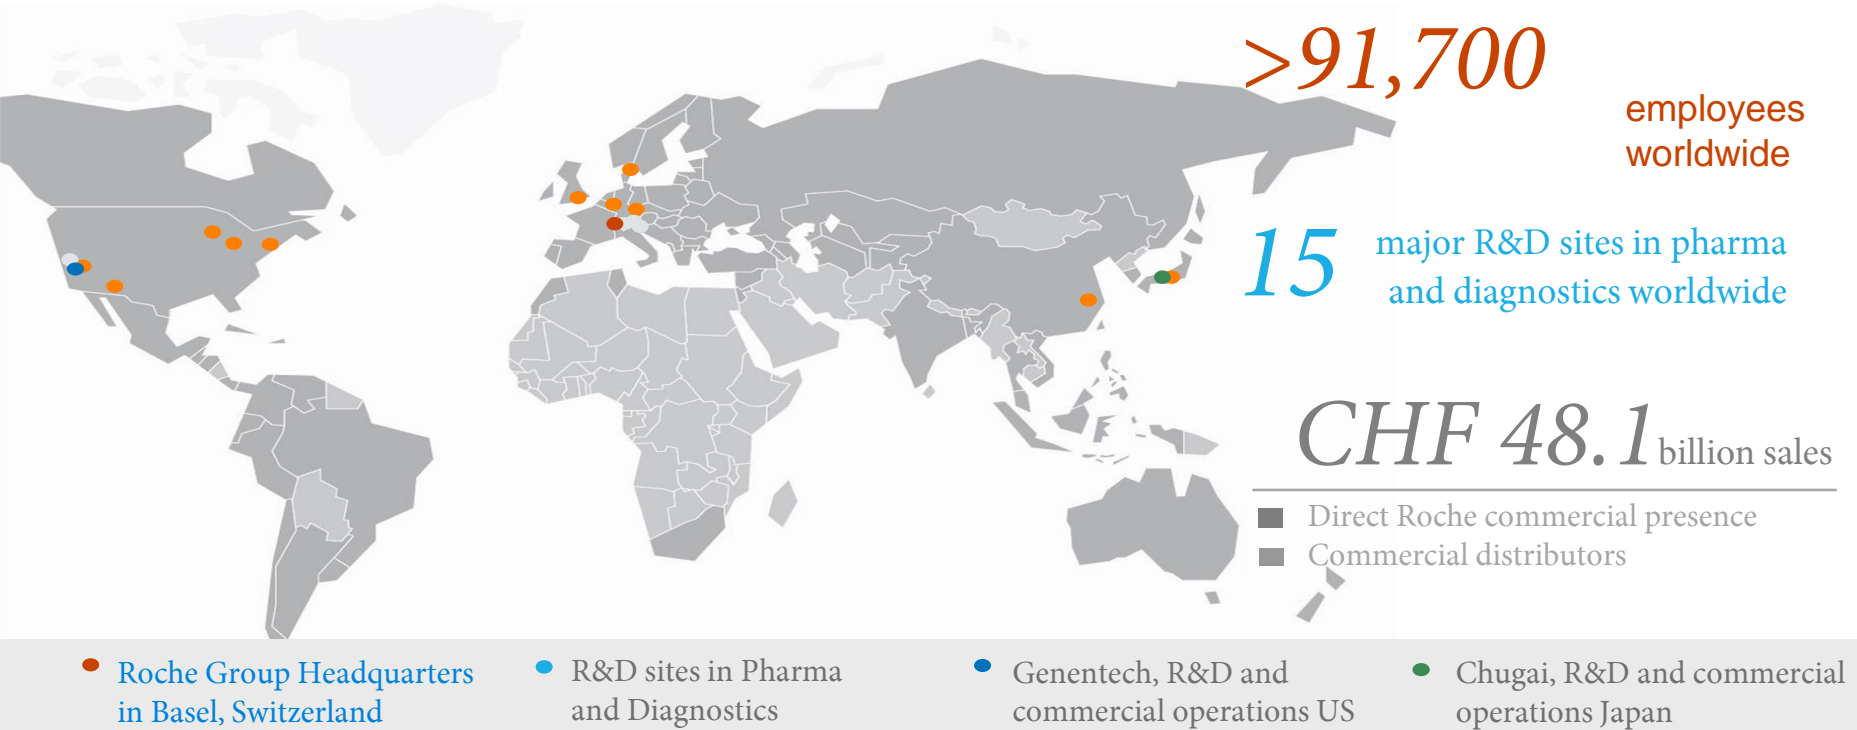 >91,700
employees
worldwide
15
major R&D sites in pharma
and diagnostics worldwide
CHF 48.1 billion sales
Direct Roche commercial presence
Commercial distributors
Roche Group Headquarters
in Basel, Switzerland
R&D sites in Pharma
and Diagnostics
Genentech, R&D and
commercial operations US
Chugai, R&D and commercial
operations Japan